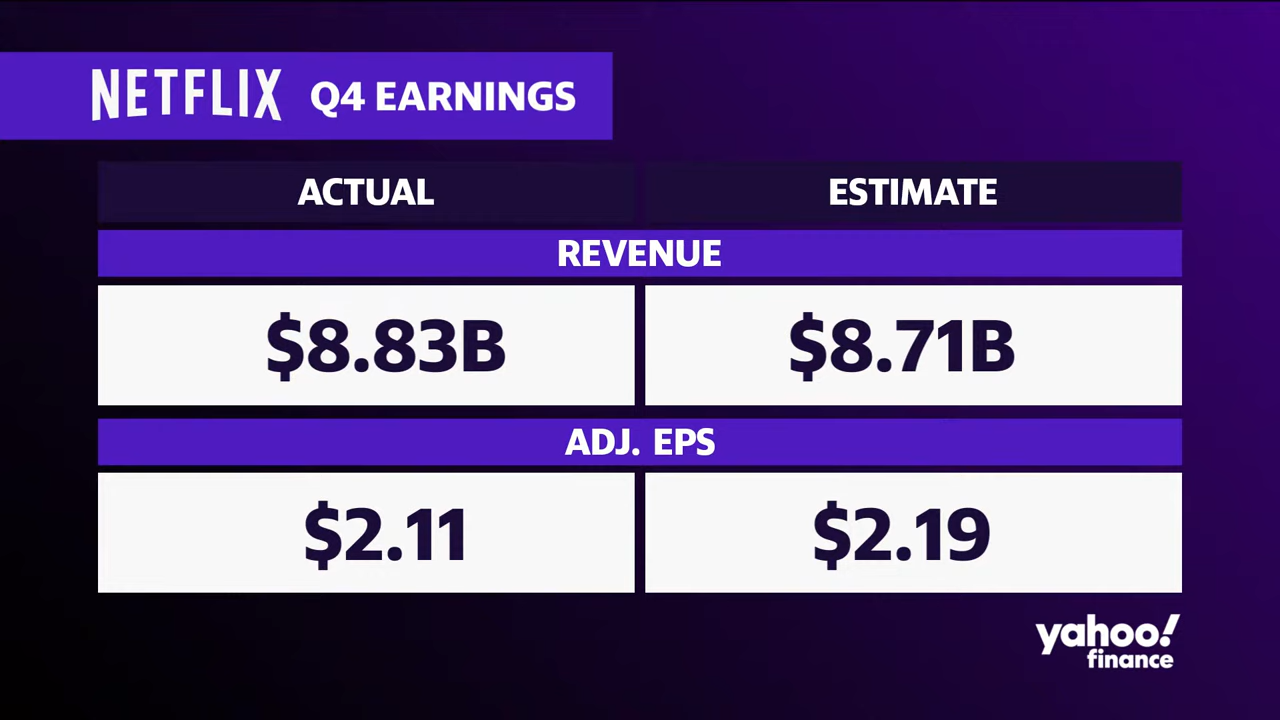 NETFLIX Q4 EARNINGS
ACTUAL ESTIMATE
REVENUE
$8.83B $8.71B
ADJ. EPS
$2.11 $2.19
yahoo!
finance